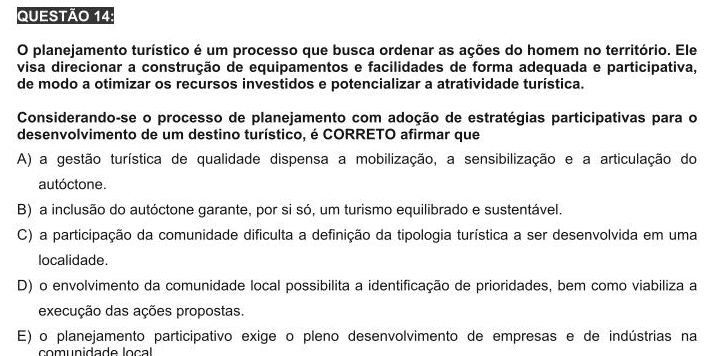 QUESTÃO 14:
O planejamento turístico é um processo que busca ordenar as ações do homem no território. Ele
visa direcionar a construção de equipamentos e facilidades de forma adequada e participativa,
de modo a otimizar os recursos investidos e potencializar a atratividade turística.
Considerando-se o processo de planejamento com adoção de estratégias participativas para o
desenvolvimento de um destino turístico, é CORRETO afirmar que
A) a gestão turística de qualidade dispensa a mobilização, a sensibilização e a articulação do
autóctone.
B) a inclusão do autóctone garante, por si só, um turismo equilibrado e sustentável.
C) a participação da comunidade dificulta a definição da tipologia turística a ser desenvolvida em uma
localidade.
D) o envolvimento da comunidade local possibilita a identificação de prioridades, bem como viabiliza a
execução das ações propostas.
E) o planejamento participativo exige o pleno desenvolvimento de empresas e de indústrias na
comunidade local